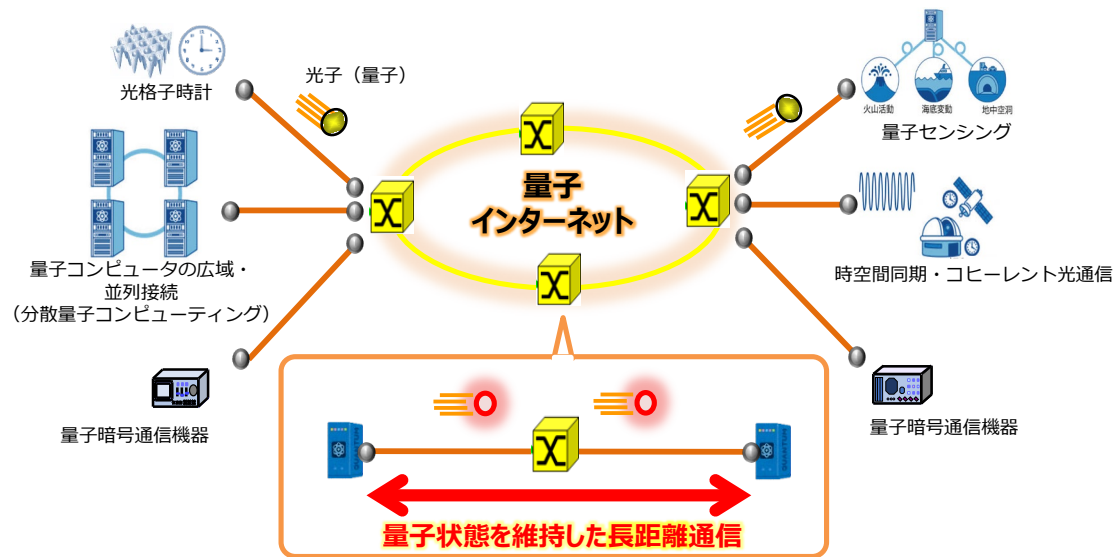 光格子時計
光子（量子）
火山活動
海底変動
地中空洞
量子センシング
量子
インターネット
量子コンピュータの広域・
並列接続
（分散量子コンピューティング）
時空間同期・コヒーレント光通信
量子暗号通信機器
量子暗号通信機器
QUANTUM
QUANTUM
量子状態を維持した長距離通信